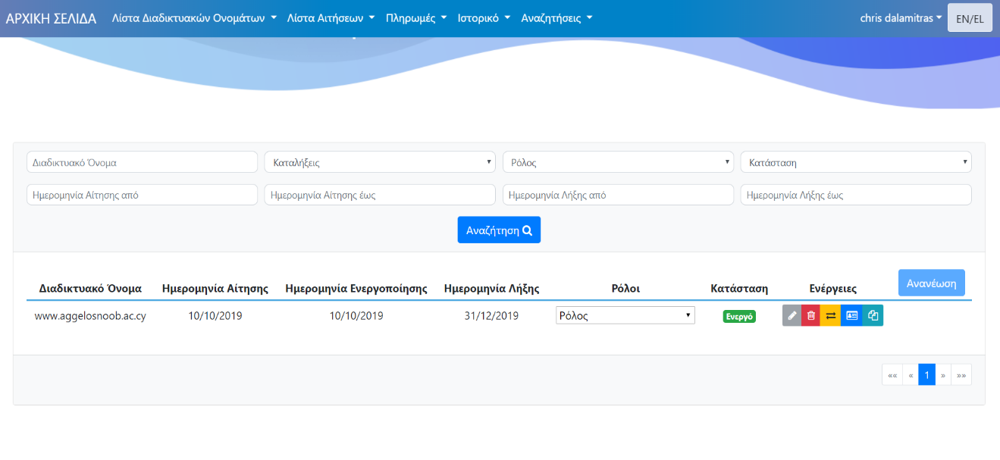 ΑΡΧΙΚΗ ΣΕΛΙΔΑ Λίστα Διαδικτυακών Ονομάτων Λίστα Αιτήσεων Πληρωμές Ιστορικό Αναζητήσεις chris dalamitras EN/EL
Διαδικτυακό Όνομα Καταλήξεις Ρόλος Κατάσταση
Ημερομηνία Αίτησης από Ημερομηνία Αίτησης έως Ημερομηνία Λήξης από Ημερομηνία Λήξης έως
Αναζήτηση
Διαδικτυακό Όνομα Ημερομηνία Αίτησης Ημερομηνία Ενεργοποίησης Ημερομηνία Λήξης Ρόλοι Κατάσταση Ενέργειες Ανανέωση
www.aggelosnoob.ac.cy 10/10/2019 10/10/2019 31/12/2019 Ρόλος Ενεργό
«« « 1 » »»